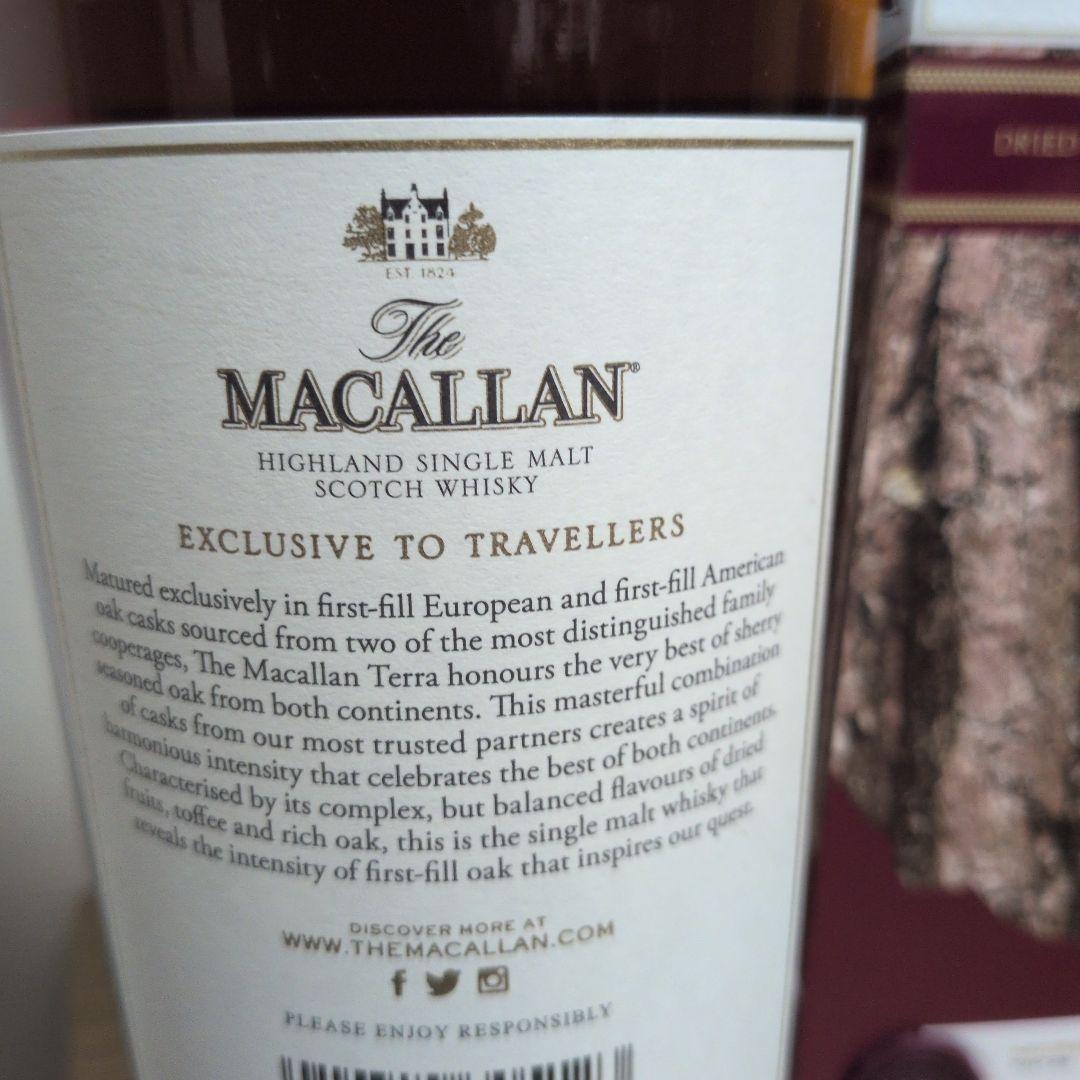 EST. 1824
The
MACALLAN®
HIGHLAND SINGLE MALT
SCOTCH WHISKY
EXCLUSIVE TO TRAVELLERS
Matured exclusively in first-fill European and first-fill American
oak casks sourced from two of the most distinguished family
cooperages, The Macallan Terra honours the very best of sherry
seasoned oak from both continents. This masterful combination
of casks from our most trusted partners creates a spirit of
harmonious intensity that celebrates the best of both continents.
Characterised by its complex, but balanced flavours of dried
fruits, toffee and rich oak, this is the single malt whisky that
reveals the intensity of first-fill oak that inspires our quest.
DISCOVER MORE AT
WWW.THEMACALLAN.COM
PLEASE ENJOY RESPONSIBLY
DRIED